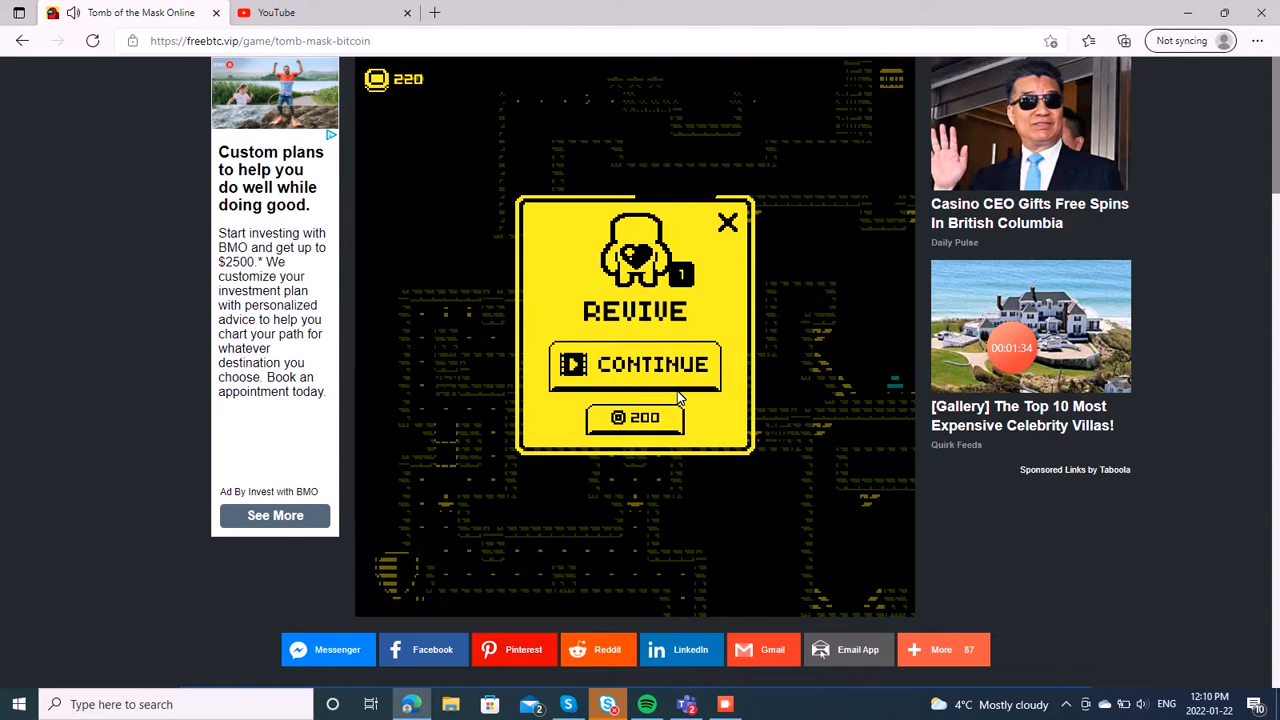 Tomb of the Mask Online
YouTube
https://freebtc.vip/game/tomb-mask-bitcoin
Not syncing
220
Custom plans
to help you
do well while
doing good.
Start investing with
BMO and get up to
$2500.* We
customize your
investment plan
with personalized
advice to help you
chart your plan for
whatever
destination you
choose. Book an
appointment today.
Ad By Invest with BMO
See More
1
REVIVE
CONTINUE
200
Casino CEO Gifts Free Spins
In British Columbia
Daily Pulse
00:01:34
[Gallery] The Top 10 Most
Expensive Celebrity Villas!
Quirk Feeds
Sponsored Links by Taboola
Messenger
Facebook
Pinterest
Reddit
LinkedIn
Gmail
Email App
More 87
Type here to search
2
2
4°C Mostly cloudy
ENG
5:10 PM
2022-01-22
10